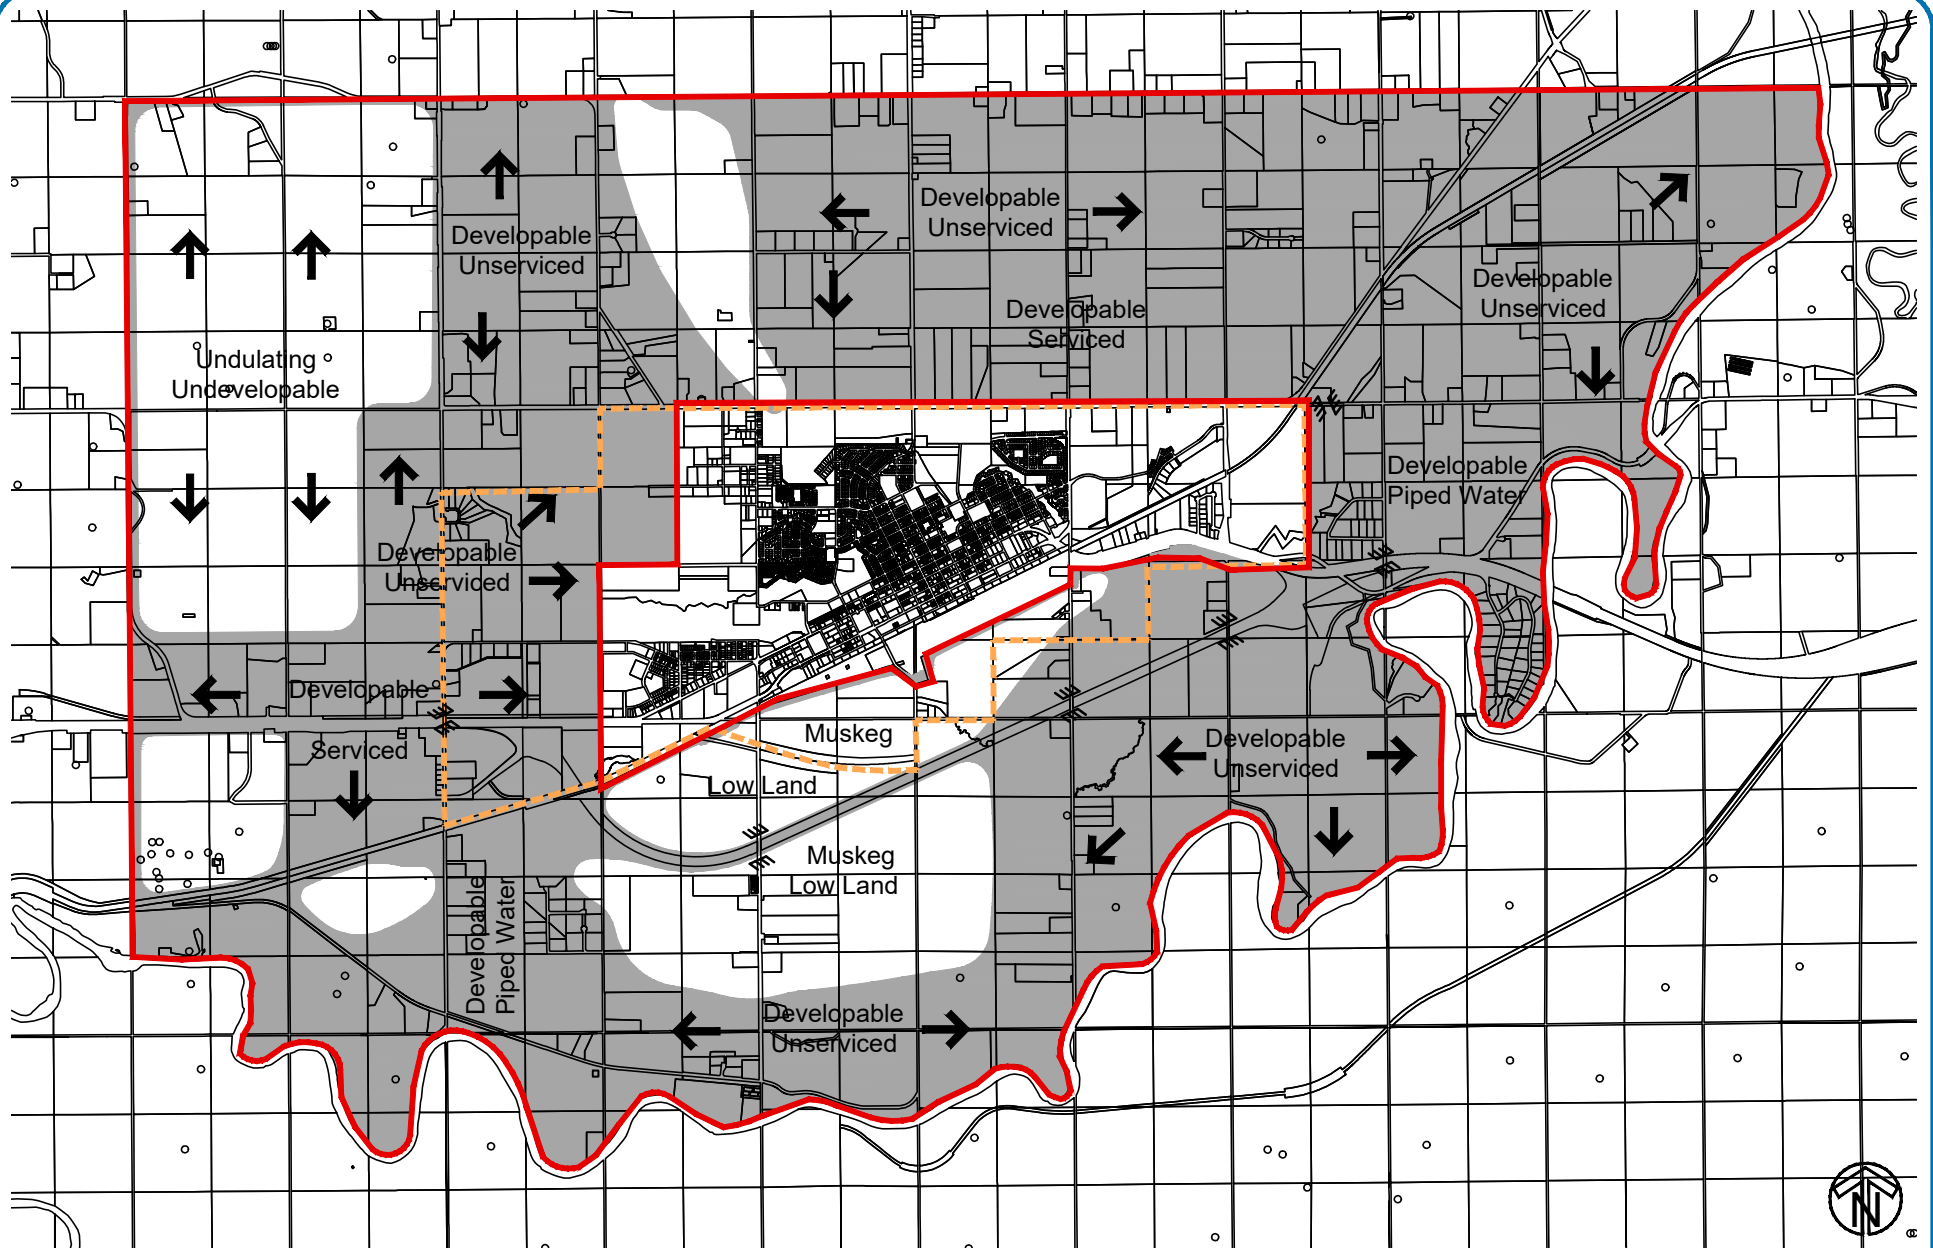 Developable
Unserviced
Developable
Unserviced
Developable
Unserviced
Developable
Serviced
Undulating
Undevelopable
Developable
Piped Water
Developable
Unserviced
Developable
Serviced
Muskeg
Low Land
Developable
Unserviced
Muskeg
Low Land
Developable
Piped Water
Developable
Unserviced
N